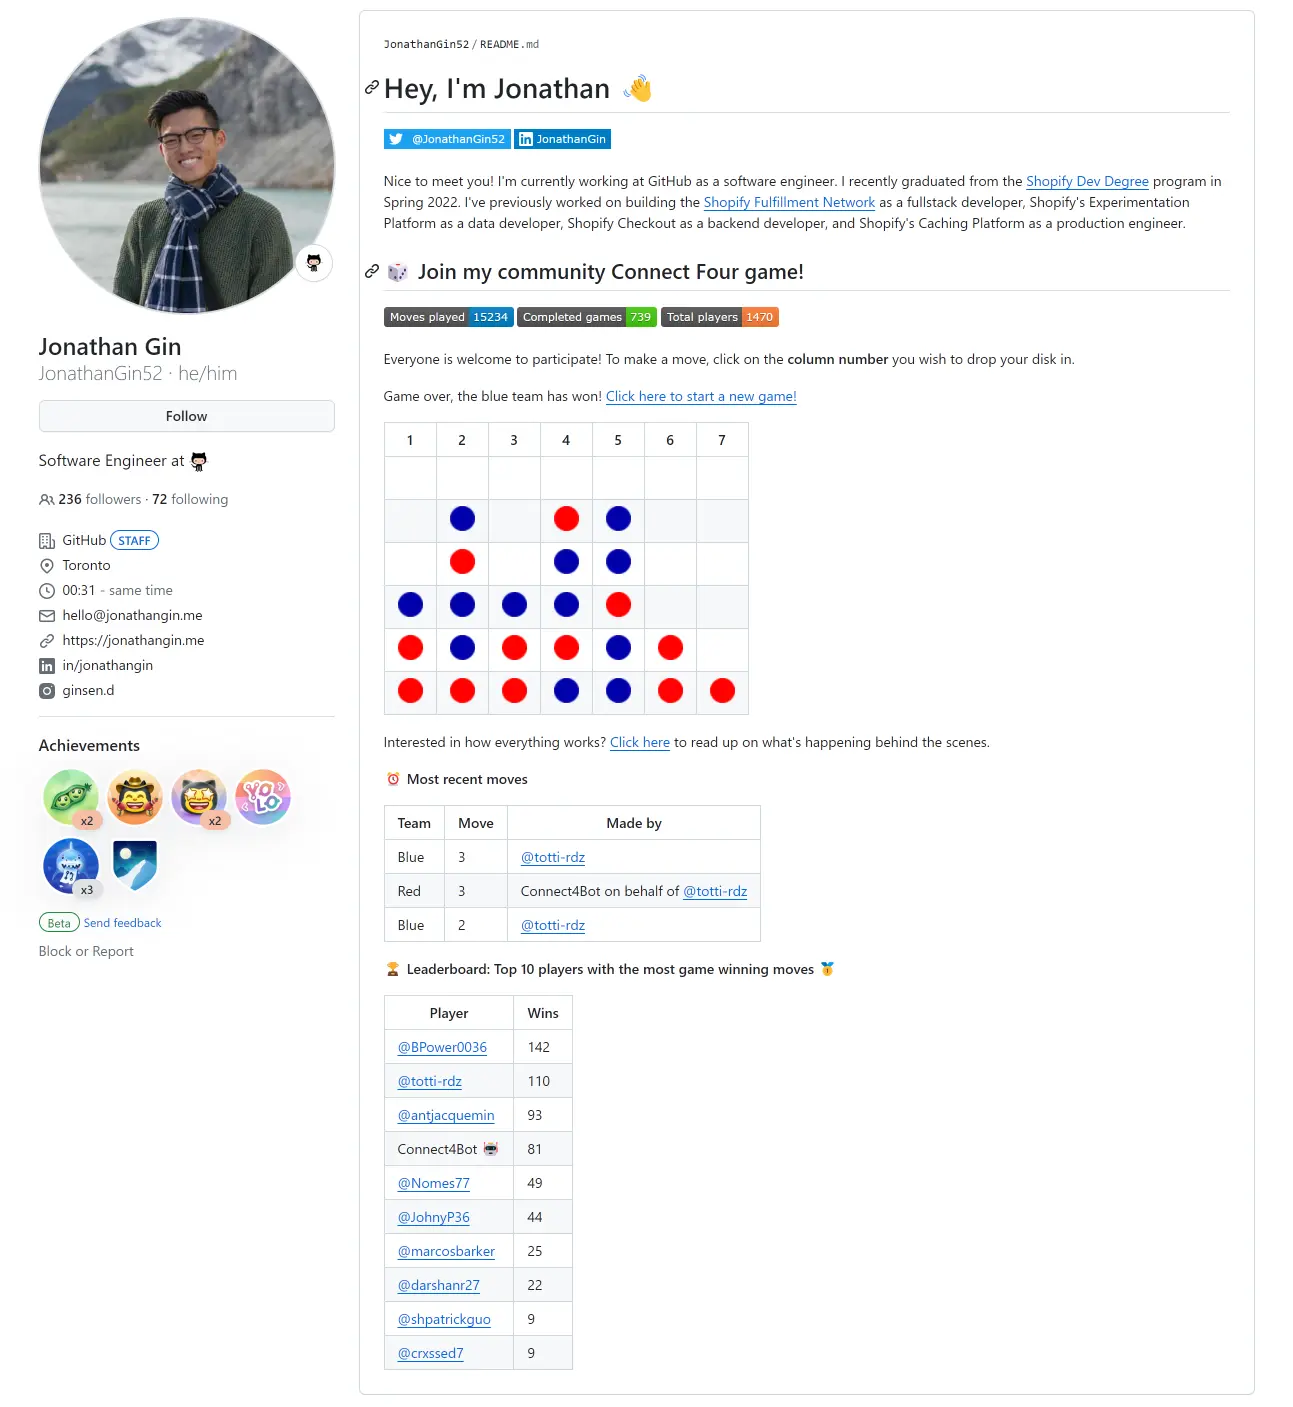 Jonathan Gin
JonathanGin52 · he/him
Follow
Software Engineer at
236 followers · 72 following
GitHub STAFF
Toronto
00:31 - same time
hello@jonathangin.me
https://jonathangin.me
in/jonathangin
ginsen.d
Achievements
x2
x2
YOLO
x3
Beta Send feedback
Block or Report
JonathanGin52/README.md
Hey, I'm Jonathan 👋
@JonathanGin52 in JonathanGin
Nice to meet you! I'm currently working at GitHub as a software engineer. I recently graduated from the Shopify Dev Degree program in
Spring 2022. I've previously worked on building the Shopify Fulfillment Network as a fullstack developer, Shopify's Experimentation
Platform as a data developer, Shopify Checkout as a backend developer, and Shopify's Caching Platform as a production engineer.
🎲 Join my community Connect Four game!
Moves played 15234 Completed games 739 Total players 1470
Everyone is welcome to participate! To make a move, click on the column number you wish to drop your disk in.
Game over, the blue team has won! Click here to start a new game!
1 2 3 4 5 6 7
Interested in how everything works? Click here to read up on what's happening behind the scenes.
⏰ Most recent moves
Team Move Made by
Blue 3 @totti-rdz
Red 3 Connect4Bot on behalf of @totti-rdz
Blue 2 @totti-rdz
🏆 Leaderboard: Top 10 players with the most game winning moves 🥇
Player Wins
@BPower0036 142
@totti-rdz 110
@antjacquemin 93
Connect4Bot 🤖 81
@Nomes77 49
@JohnyP36 44
@marcosbarker 25
@darshanr27 22
@shpatrickguo 9
@crxssed7 9